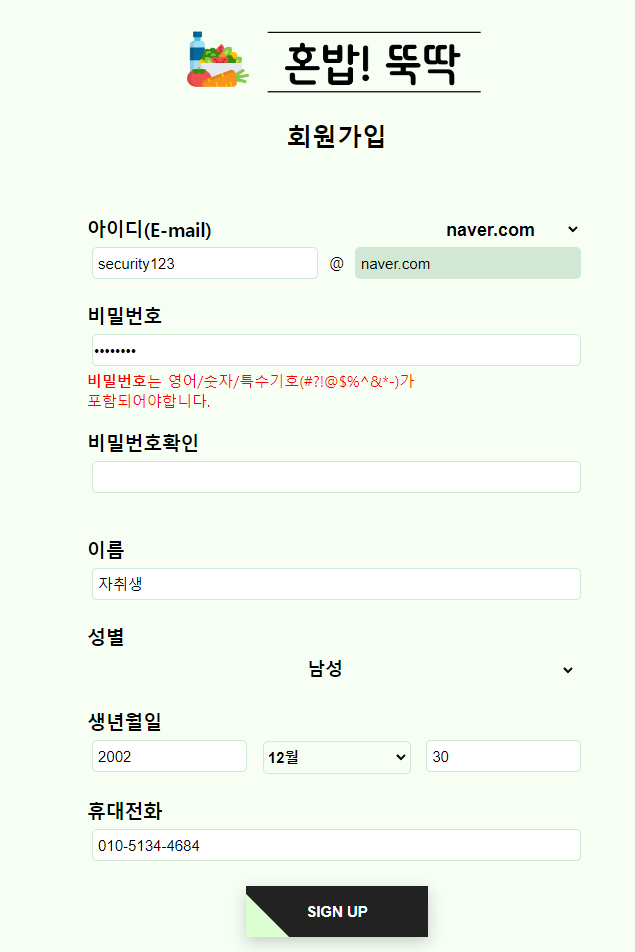 혼밥! 뚝딱
회원가입
아이디(E-mail)
naver.com
security123 @ naver.com
비밀번호
••••••••
비밀번호는 영어/숫자/특수기호(#?!@$%^&*-)가
포함되어야합니다.
비밀번호확인
이름
자취생
성별
남성
생년월일
2002 12월 30
휴대전화
010-5134-4684
SIGN UP